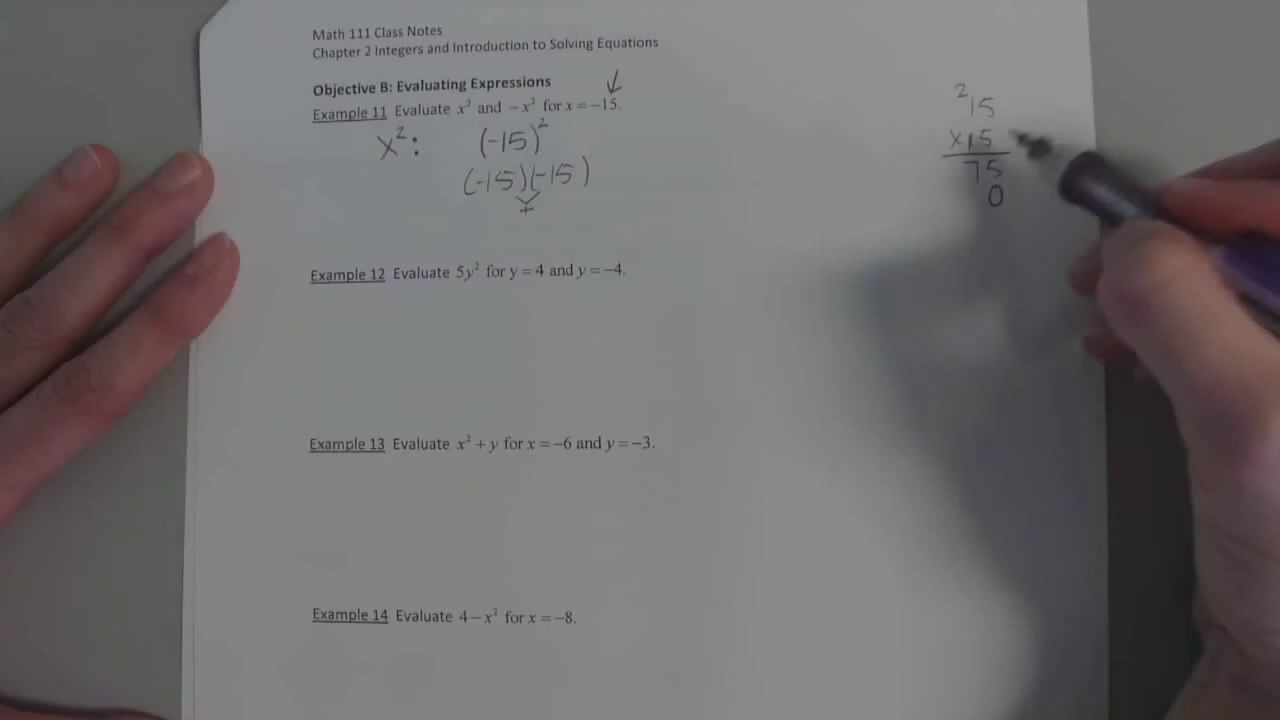 Math 111 Class Notes
Chapter 2 Integers and Introduction to Solving Equations
Objective B: Evaluating Expressions
Example 11 Evaluate x² and −x² for x = −15.
x²: (-15)²
(-15)(-15)
+
²15
×15
75
0
Example 12 Evaluate 5y² for y = 4 and y = −4.
Example 13 Evaluate x² + y for x = −6 and y = −3.
Example 14 Evaluate 4 − x² for x = −8.